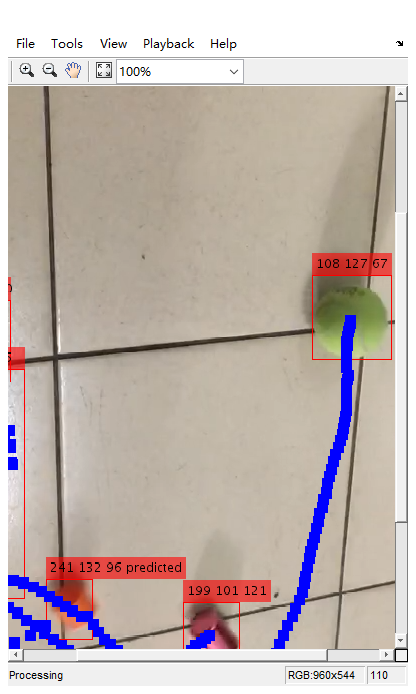 File Tools View Playback Help
100%
108 127 67
241 132 96 predicted
199 101 121
Processing RGB:960x544 110